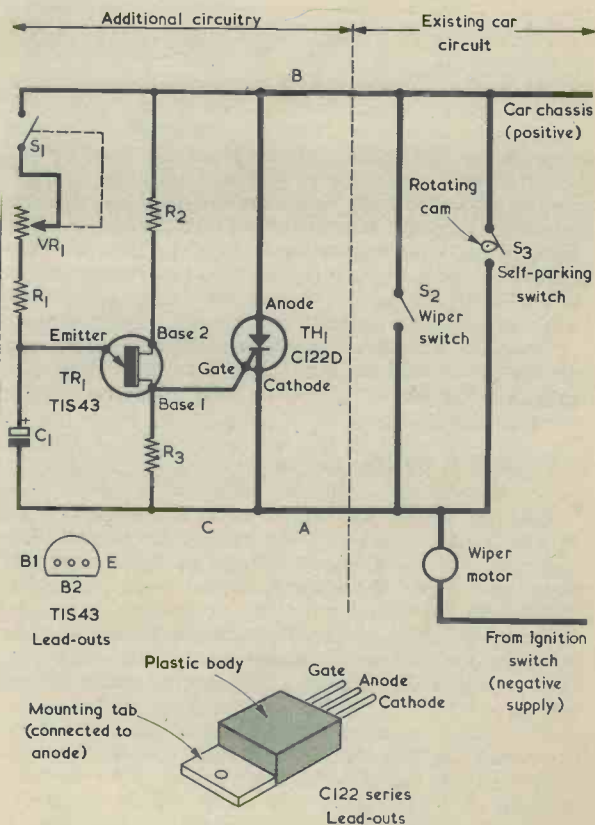 Additional circuitry
Existing car
circuit
B
Car chassis
(positive)
S1
VR1
R1
R2
Rotating
cam
S3
Self-parking
switch
S2
Wiper
switch
Anode
TH1
C122D
Gate
Cathode
Emitter
Base 2
TR1
TIS43
Base 1
C1
+
R3
C
A
Wiper
motor
From ignition
switch
(negative
supply)
B1
E
B2
TIS43
Lead-outs
Plastic body
Mounting tab
(connected to
anode)
Gate
Anode
Cathode
C122 series
Lead-outs